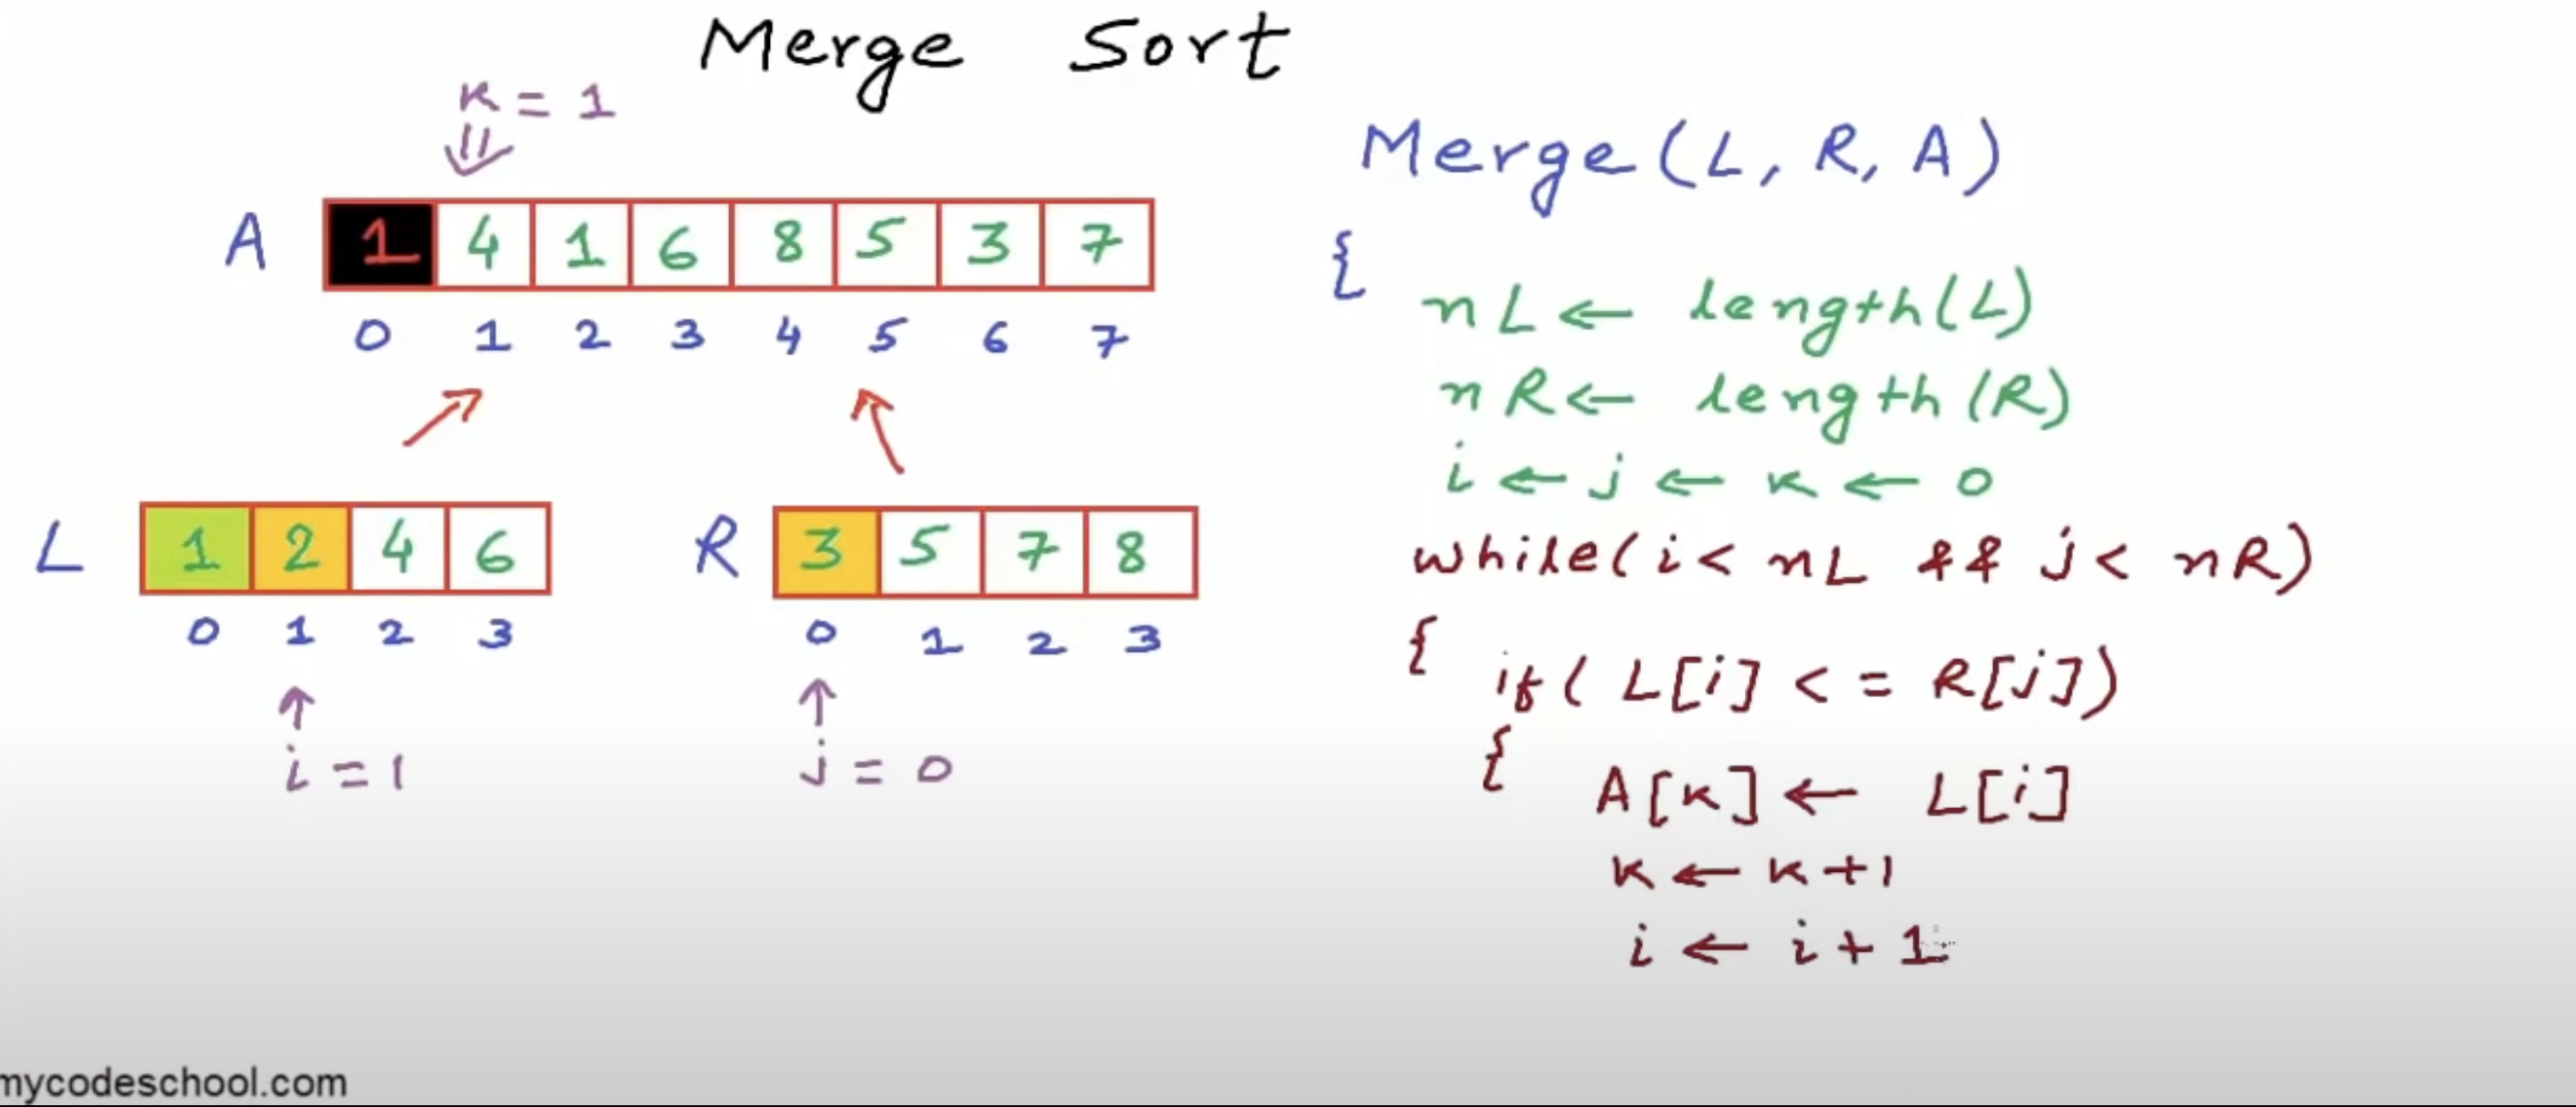 Merge Sort
k = 1
A 1 4 1 6 8 5 3 7
0 1 2 3 4 5 6 7
L 1 2 4 6
0 1 2 3
i = 1
R 3 5 7 8
0 1 2 3
j = 0
Merge(L, R, A)
{
nL ← length(L)
nR ← length(R)
i ← j ← k ← 0
while(i < nL && j < nR)
{ if( L[i] < = R[j])
{ A[k] ← L[i]
k ← k+1
i ← i + 1
mycodeschool.com